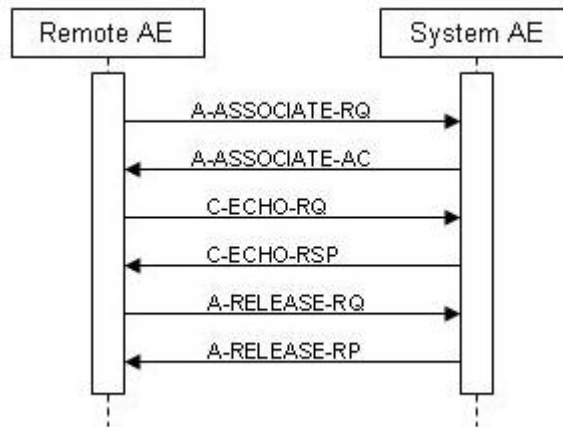 Remote AE
System AE
A-ASSOCIATE-RQ
A-ASSOCIATE-AC
C-ECHO-RQ
C-ECHO-RSP
A-RELEASE-RQ
A-RELEASE-RP